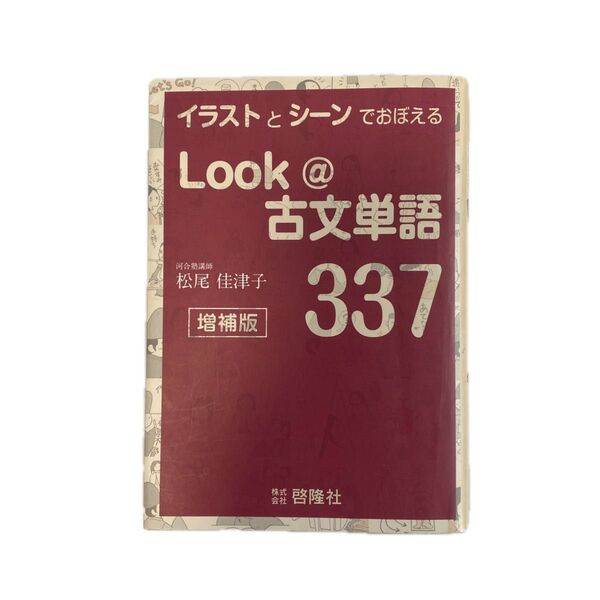 Let's Go!
イラストとシーンでおぼえる
Look@
古文単語
337
河合塾講師
松尾 佳津子
増補版
株式会社 啓隆社